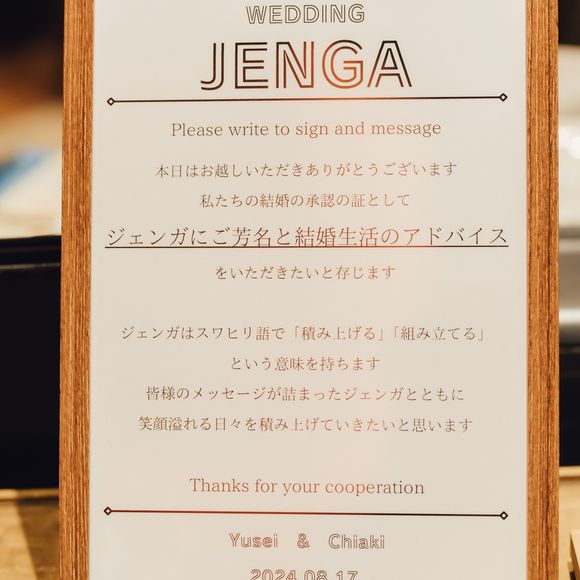 WEDDING
JENGA
Please write to sign and message
本日はお越しいただきありがとうございます
私たちの結婚の承認の証として
ジェンガにご芳名と結婚生活のアドバイス
をいただきたいと存じます
ジェンガはスワヒリ語で「積み上げる」「組み立てる」
という意味を持ちます
皆様のメッセージが詰まったジェンガとともに
笑顔溢れる日々を積み上げていきたいと思います
Thanks for your cooperation
Yusei & Chiaki
2024.08.17